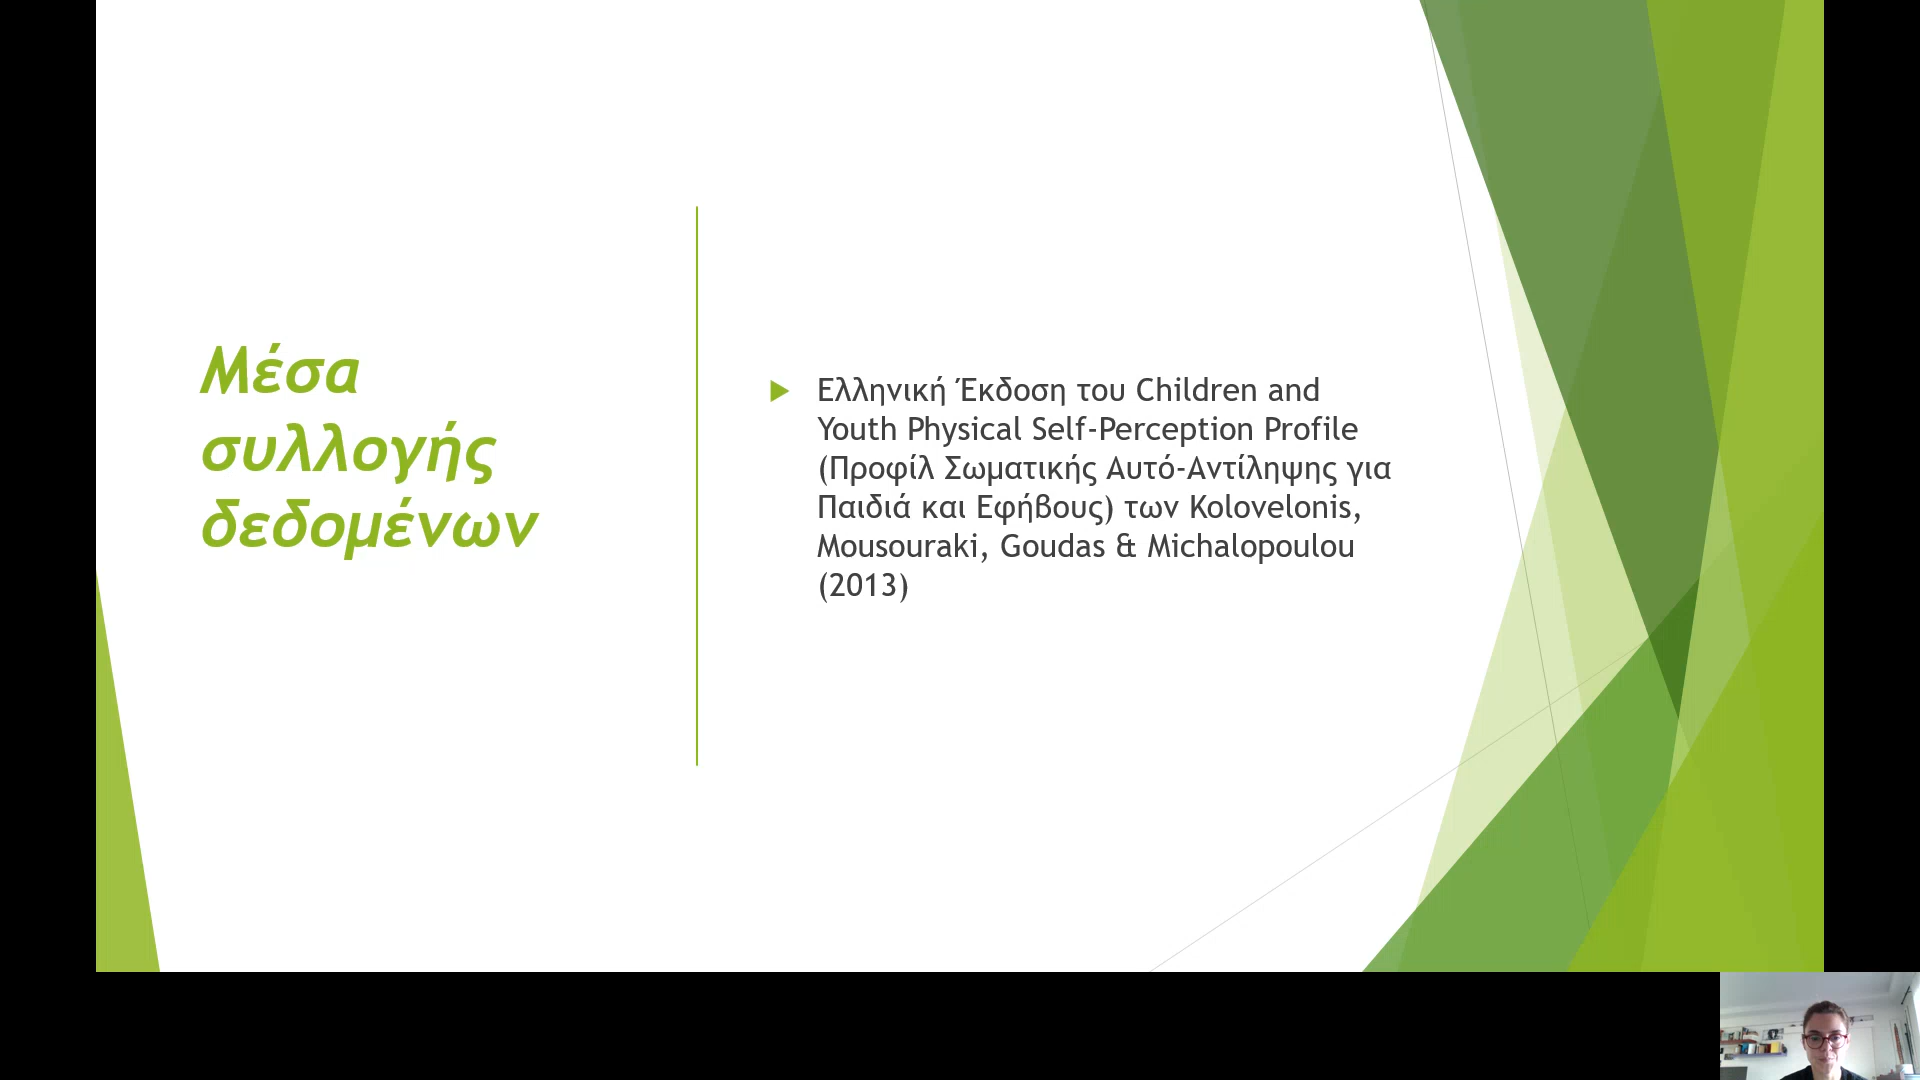 Μέσα
συλλογής
δεδομένων
Ελληνική Έκδοση του Children and
Youth Physical Self-Perception Profile
(Προφίλ Σωματικής Αυτό-Αντίληψης για
Παιδιά και Εφήβους) των Kolovelonis,
Mousouraki, Goudas & Michalopoulou
(2013)